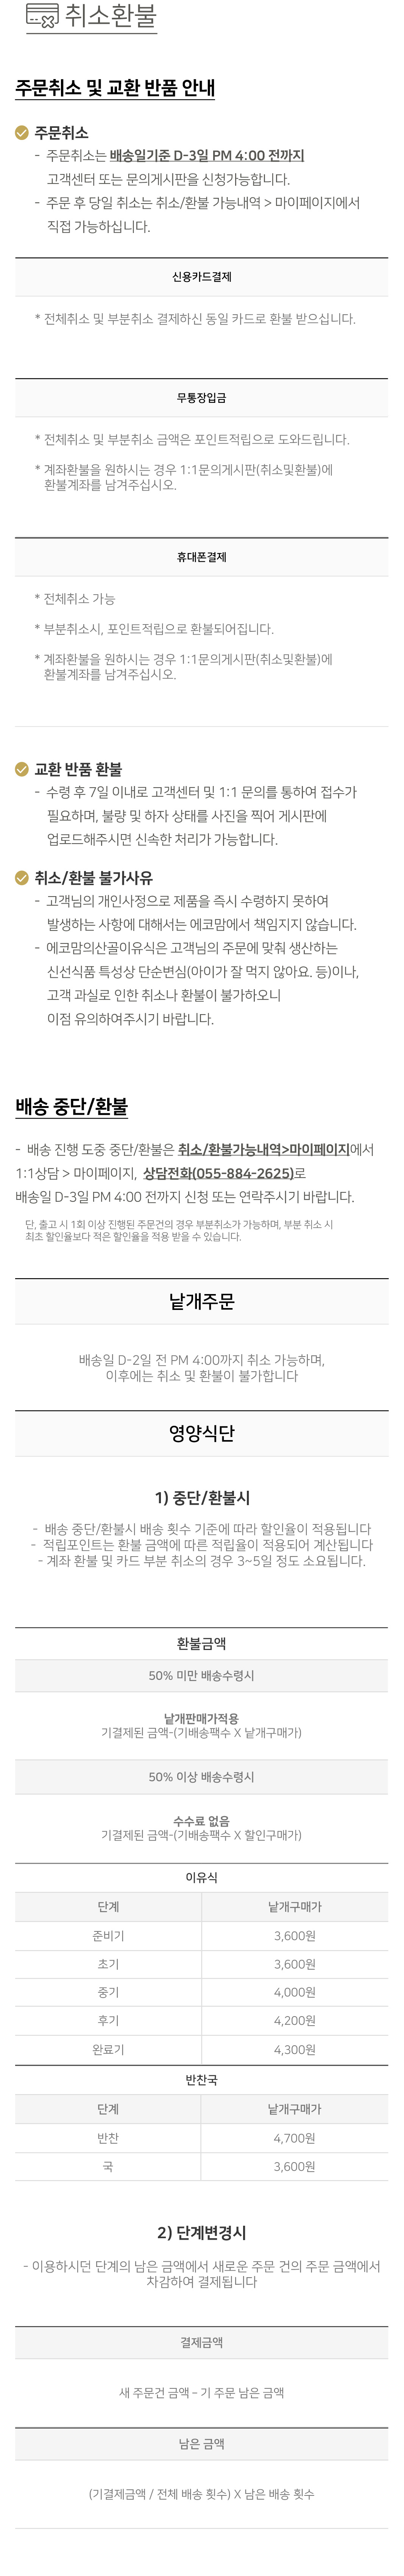 취소환불
주문취소 및 교환 반품 안내
주문취소
- 주문취소는 배송일기준 D-3일 PM 4:00 전까지
고객센터 또는 문의게시판을 신청가능합니다.
- 주문 후 당일 취소는 취소/환불 가능내역 > 마이페이지에서
직접 가능하십니다.
신용카드결제
* 전체취소 및 부분취소 결제하신 동일 카드로 환불 받으십니다.
무통장입금
* 전체취소 및 부분취소 금액은 포인트적립으로 도와드립니다.
* 계좌환불을 원하시는 경우 1:1문의게시판(취소및환불)에
환불계좌를 남겨주십시오.
휴대폰결제
* 전체취소 가능
* 부분취소시, 포인트적립으로 환불되어집니다.
* 계좌환불을 원하시는 경우 1:1문의게시판(취소및환불)에
환불계좌를 남겨주십시오.
교환 반품 환불
- 수령 후 7일 이내로 고객센터 및 1:1 문의를 통하여 접수가
필요하며, 불량 및 하자 상태를 사진을 찍어 게시판에
업로드해주시면 신속한 처리가 가능합니다.
취소/환불 불가사유
- 고객님의 개인사정으로 제품을 즉시 수령하지 못하여
발생하는 사항에 대해서는 에코맘에서 책임지지 않습니다.
- 에코맘의산골이유식은 고객님의 주문에 맞춰 생산하는
신선식품 특성상 단순변심(아이가 잘 먹지 않아요. 등)이나,
고객 과실로 인한 취소나 환불이 불가하오니
이점 유의하여주시기 바랍니다.
배송 중단/환불
- 배송 진행 도중 중단/환불은 취소/환불가능내역>마이페이지에서
1:1상담 > 마이페이지, 상담전화(055-884-2625)로
배송일 D-3일 PM 4:00 전까지 신청 또는 연락주시기 바랍니다.
단, 출고 시 1회 이상 진행된 주문건의 경우 부분취소가 가능하며, 부분 취소 시
최초 할인율보다 적은 할인율을 적용 받을 수 있습니다.
낱개주문
배송일 D-2일 전 PM 4:00까지 취소 가능하며,
이후에는 취소 및 환불이 불가합니다
영양식단
1) 중단/환불시
- 배송 중단/환불시 배송 횟수 기준에 따라 할인율이 적용됩니다
- 적립포인트는 환불 금액에 따른 적립율이 적용되어 계산됩니다
- 계좌 환불 및 카드 부분 취소의 경우 3~5일 정도 소요됩니다.
환불금액
50% 미만 배송수령시
낱개판매가적용
기결제된 금액-(기배송팩수 X 낱개구매가)
50% 이상 배송수령시
수수료 없음
기결제된 금액-(기배송팩수 X 할인구매가)
이유식
단계 낱개구매가
준비기 3,600원
초기 3,600원
중기 4,000원
후기 4,200원
완료기 4,300원
반찬국
단계 낱개구매가
반찬 4,700원
국 3,600원
2) 단계변경시
- 이용하시던 단계의 남은 금액에서 새로운 주문 건의 주문 금액에서
차감하여 결제됩니다
결제금액
새 주문건 금액 – 기 주문 남은 금액
남은 금액
(기결제금액 / 전체 배송 횟수) X 남은 배송 횟수